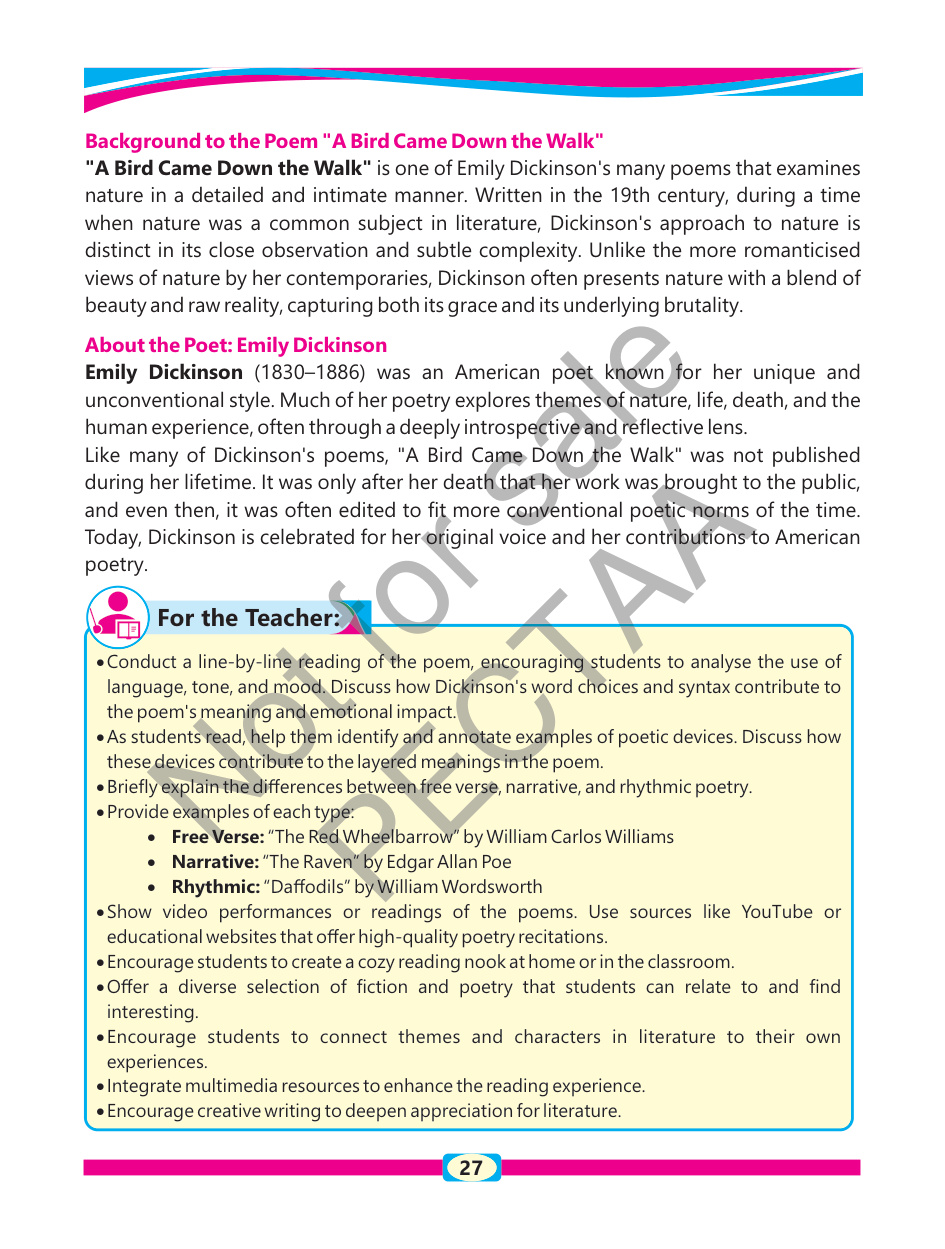 Background to the Poem "A Bird Came Down the Walk"
"A Bird Came Down the Walk" is one of Emily Dickinson's many poems that examines
nature in a detailed and intimate manner. Written in the 19th century, during a time
when nature was a common subject in literature, Dickinson's approach to nature is
distinct in its close observation and subtle complexity. Unlike the more romanticised
views of nature by her contemporaries, Dickinson often presents nature with a blend of
beauty and raw reality, capturing both its grace and its underlying brutality.
About the Poet: Emily Dickinson
Emily Dickinson (1830–1886) was an American poet known for her unique and
unconventional style. Much of her poetry explores themes of nature, life, death, and the
human experience, often through a deeply introspective and reflective lens.
Like many of Dickinson's poems, "A Bird Came Down the Walk" was not published
during her lifetime. It was only after her death that her work was brought to the public,
and even then, it was often edited to fit more conventional poetic norms of the time.
Today, Dickinson is celebrated for her original voice and her contributions to American
poetry.
For the Teacher:
•Conduct a line-by-line reading of the poem, encouraging students to analyse the use of
language, tone, and mood. Discuss how Dickinson's word choices and syntax contribute to
the poem's meaning and emotional impact.
•As students read, help them identify and annotate examples of poetic devices. Discuss how
these devices contribute to the layered meanings in the poem.
•Briefly explain the differences between free verse, narrative, and rhythmic poetry.
•Provide examples of each type:
• Free Verse: “The Red Wheelbarrow” by William Carlos Williams
• Narrative: “The Raven” by Edgar Allan Poe
• Rhythmic: “Daffodils” by William Wordsworth
•Show video performances or readings of the poems. Use sources like YouTube or
educational websites that offer high-quality poetry recitations.
•Encourage students to create a cozy reading nook at home or in the classroom.
•Offer a diverse selection of fiction and poetry that students can relate to and find
interesting.
•Encourage students to connect themes and characters in literature to their own
experiences.
•Integrate multimedia resources to enhance the reading experience.
•Encourage creative writing to deepen appreciation for literature.
27
Not for sale
PECTAA